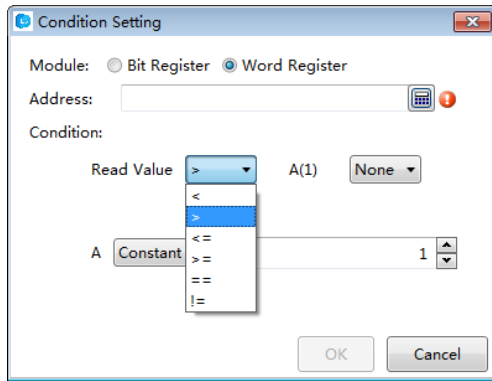 Condition Setting
Module: Bit Register Word Register
Address:
Condition:
Read Value > A(1) None
<
>
<=
A Constant >= 1
==
!=
OK Cancel